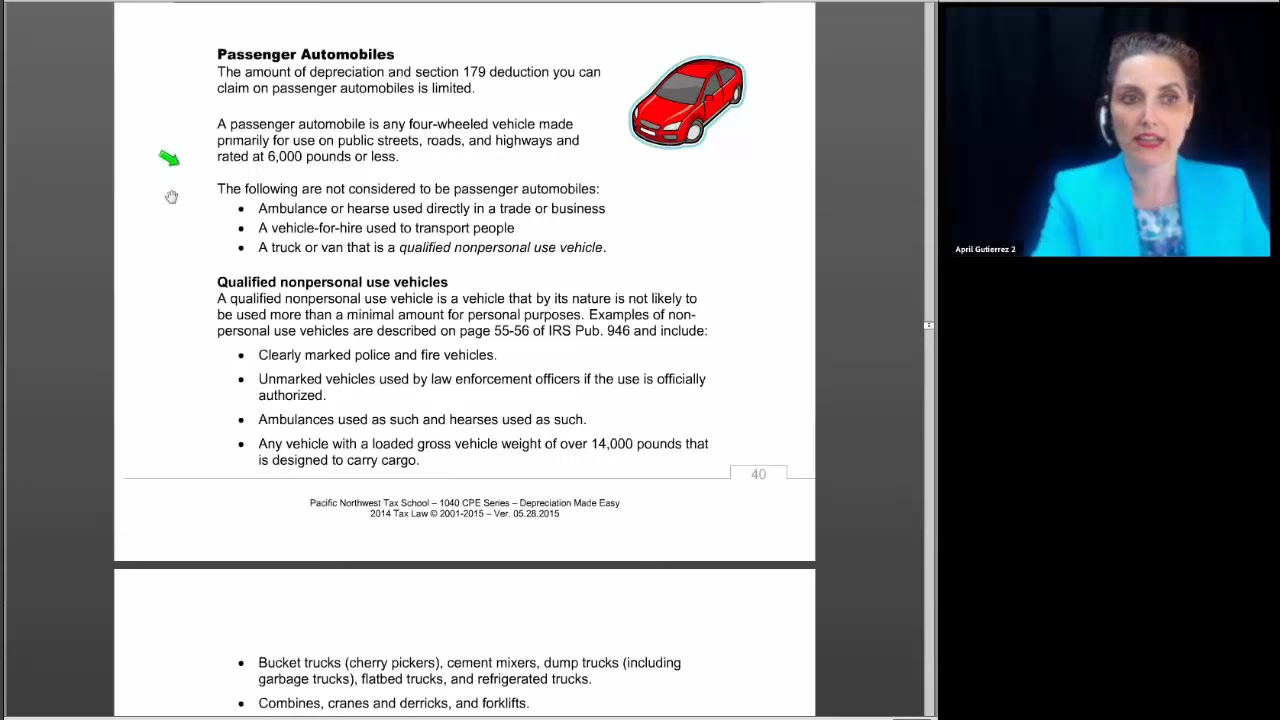 Passenger Automobiles
The amount of depreciation and section 179 deduction you can
claim on passenger automobiles is limited.
A passenger automobile is any four-wheeled vehicle made
primarily for use on public streets, roads, and highways and
rated at 6,000 pounds or less.
The following are not considered to be passenger automobiles:
• Ambulance or hearse used directly in a trade or business
• A vehicle-for-hire used to transport people
• A truck or van that is a qualified nonpersonal use vehicle.
Qualified nonpersonal use vehicles
A qualified nonpersonal use vehicle is a vehicle that by its nature is not likely to
be used more than a minimal amount for personal purposes. Examples of non-
personal use vehicles are described on page 55-56 of IRS Pub. 946 and include:
• Clearly marked police and fire vehicles.
• Unmarked vehicles used by law enforcement officers if the use is officially
authorized.
• Ambulances used as such and hearses used as such.
• Any vehicle with a loaded gross vehicle weight of over 14,000 pounds that
is designed to carry cargo.
40
Pacific Northwest Tax School – 1040 CPE Series – Depreciation Made Easy
2014 Tax Law © 2001-2015 – Ver. 05.28.2015
• Bucket trucks (cherry pickers), cement mixers, dump trucks (including
garbage trucks), flatbed trucks, and refrigerated trucks.
• Combines, cranes and derricks, and forklifts.
April Gutierrez 2